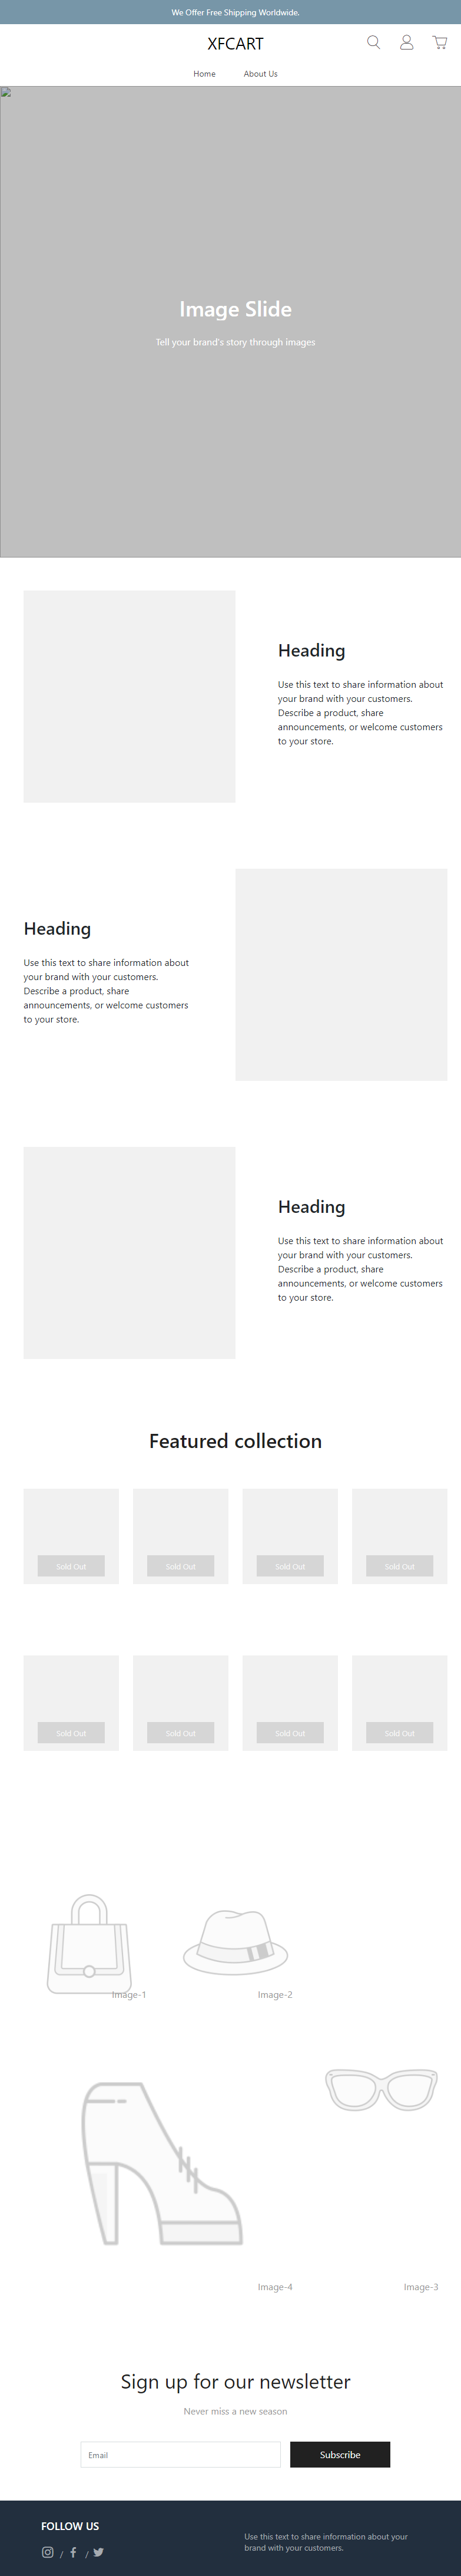 We Offer Free Shipping Worldwide.
XFCART
Home About Us
Image Slide
Tell your brand's story through images
Heading
Use this text to share information about
your brand with your customers.
Describe a product, share
announcements, or welcome customers
to your store.
Heading
Use this text to share information about
your brand with your customers.
Describe a product, share
announcements, or welcome customers
to your store.
Heading
Use this text to share information about
your brand with your customers.
Describe a product, share
announcements, or welcome customers
to your store.
Featured collection
Sold Out Sold Out Sold Out Sold Out
Sold Out Sold Out Sold Out Sold Out
Image-1 Image-2
Image-4 Image-3
Sign up for our newsletter
Never miss a new season
Email Subscribe
FOLLOW US
/ /
Use this text to share information about your
brand with your customers.